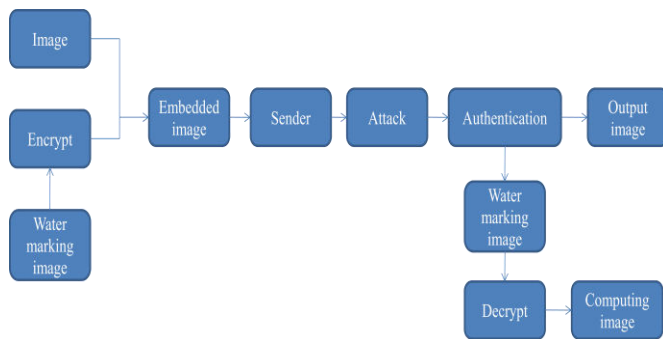 Image
Encrypt
Water
marking
image
Embedded
image
Sender
Attack
Authentication
Output
image
Water
marking
image
Decrypt
Computing
image